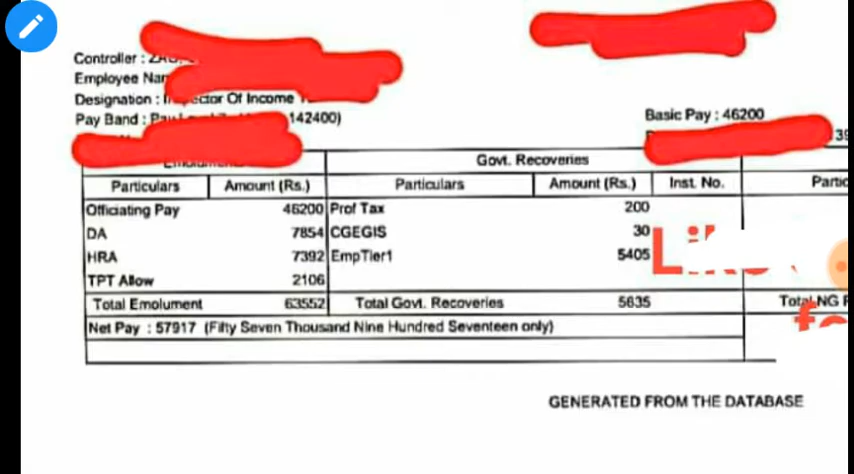 Controller :
Employee
Designation : Of Income
Pay Band : 142400)
Basic Pay : 46200
39
Govt. Recoveries
Particulars Amount (Rs.) Particulars Amount (Rs.) Inst. No.
Officiating Pay 46200 Prof Tax 200
DA 7854 CGEGIS 30
HRA 7392 EmpTier1 5405
TPT Allow 2106
Total Emolument 63552 Total Govt. Recoveries 5635 Total NG
Net Pay : 57917 (Fifty Seven Thousand Nine Hundred Seventeen only)
GENERATED FROM THE DATABASE